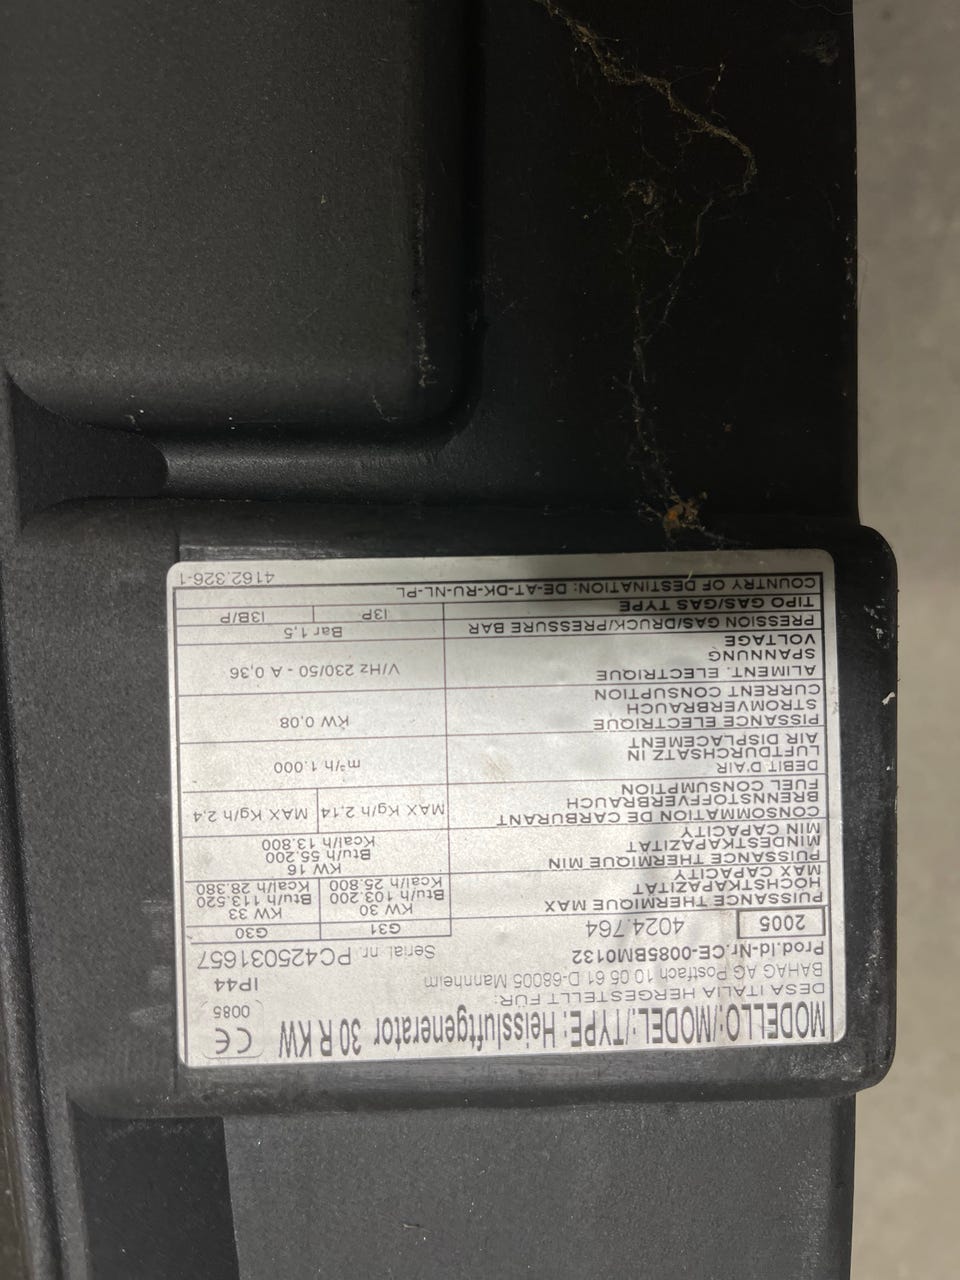 MODELLO:/MODEL:/TYPE: Heissluftgenerator 30 R KW
DESA ITALIA HERGESTELLT FÜR:
BAHAG AG Postfach 10 05 61 D-68005 Mannheim
CE
0085
IP44
Prod.Id-Nr.CE-0085BM0132
Serial nr. PC425031657
2005
4024.764
G31
G30
PUISSANCE THERMIQUE MAX
HOCHSTKAPAZITAT
MAX CAPACITY
KW 30
Btu/h 103.200
Kcal/h 25.800
KW 33
Btu/h 113.520
Kcal/h 28.380
PUISSANCE THERMIQUE MIN
MINDESTKAPAZITAT
MIN CAPACITY
KW 16
Btu/h 55.200
Kcal/h 13.800
CONSOMMATION DE CARBURANT
BRENNSTOFFVERBRAUCH
FUEL CONSUMPTION
MAX Kg/h 2,14
MAX Kg/h 2,4
DEBIT D'AIR
LUFTDURCHSATZ IN
AIR DISPLACEMENT
m³/h 1.000
PISSANCE ELECTRIQUE
STROMVERBRAUCH
CURRENT CONSUPTION
KW 0,08
ALIMENT. ELECTRIQUE
SPANNUNG
VOLTAGE
V/Hz 230/50 - A 0,36
PRESSION GAS/DRUCK/PRESSURE BAR
Bar 1,5
TIPO GAS/GAS TYPE
I3P
I3B/P
COUNTRY OF DESTINATION: DE-AT-DK-RU-NL-PL
4162.326-1